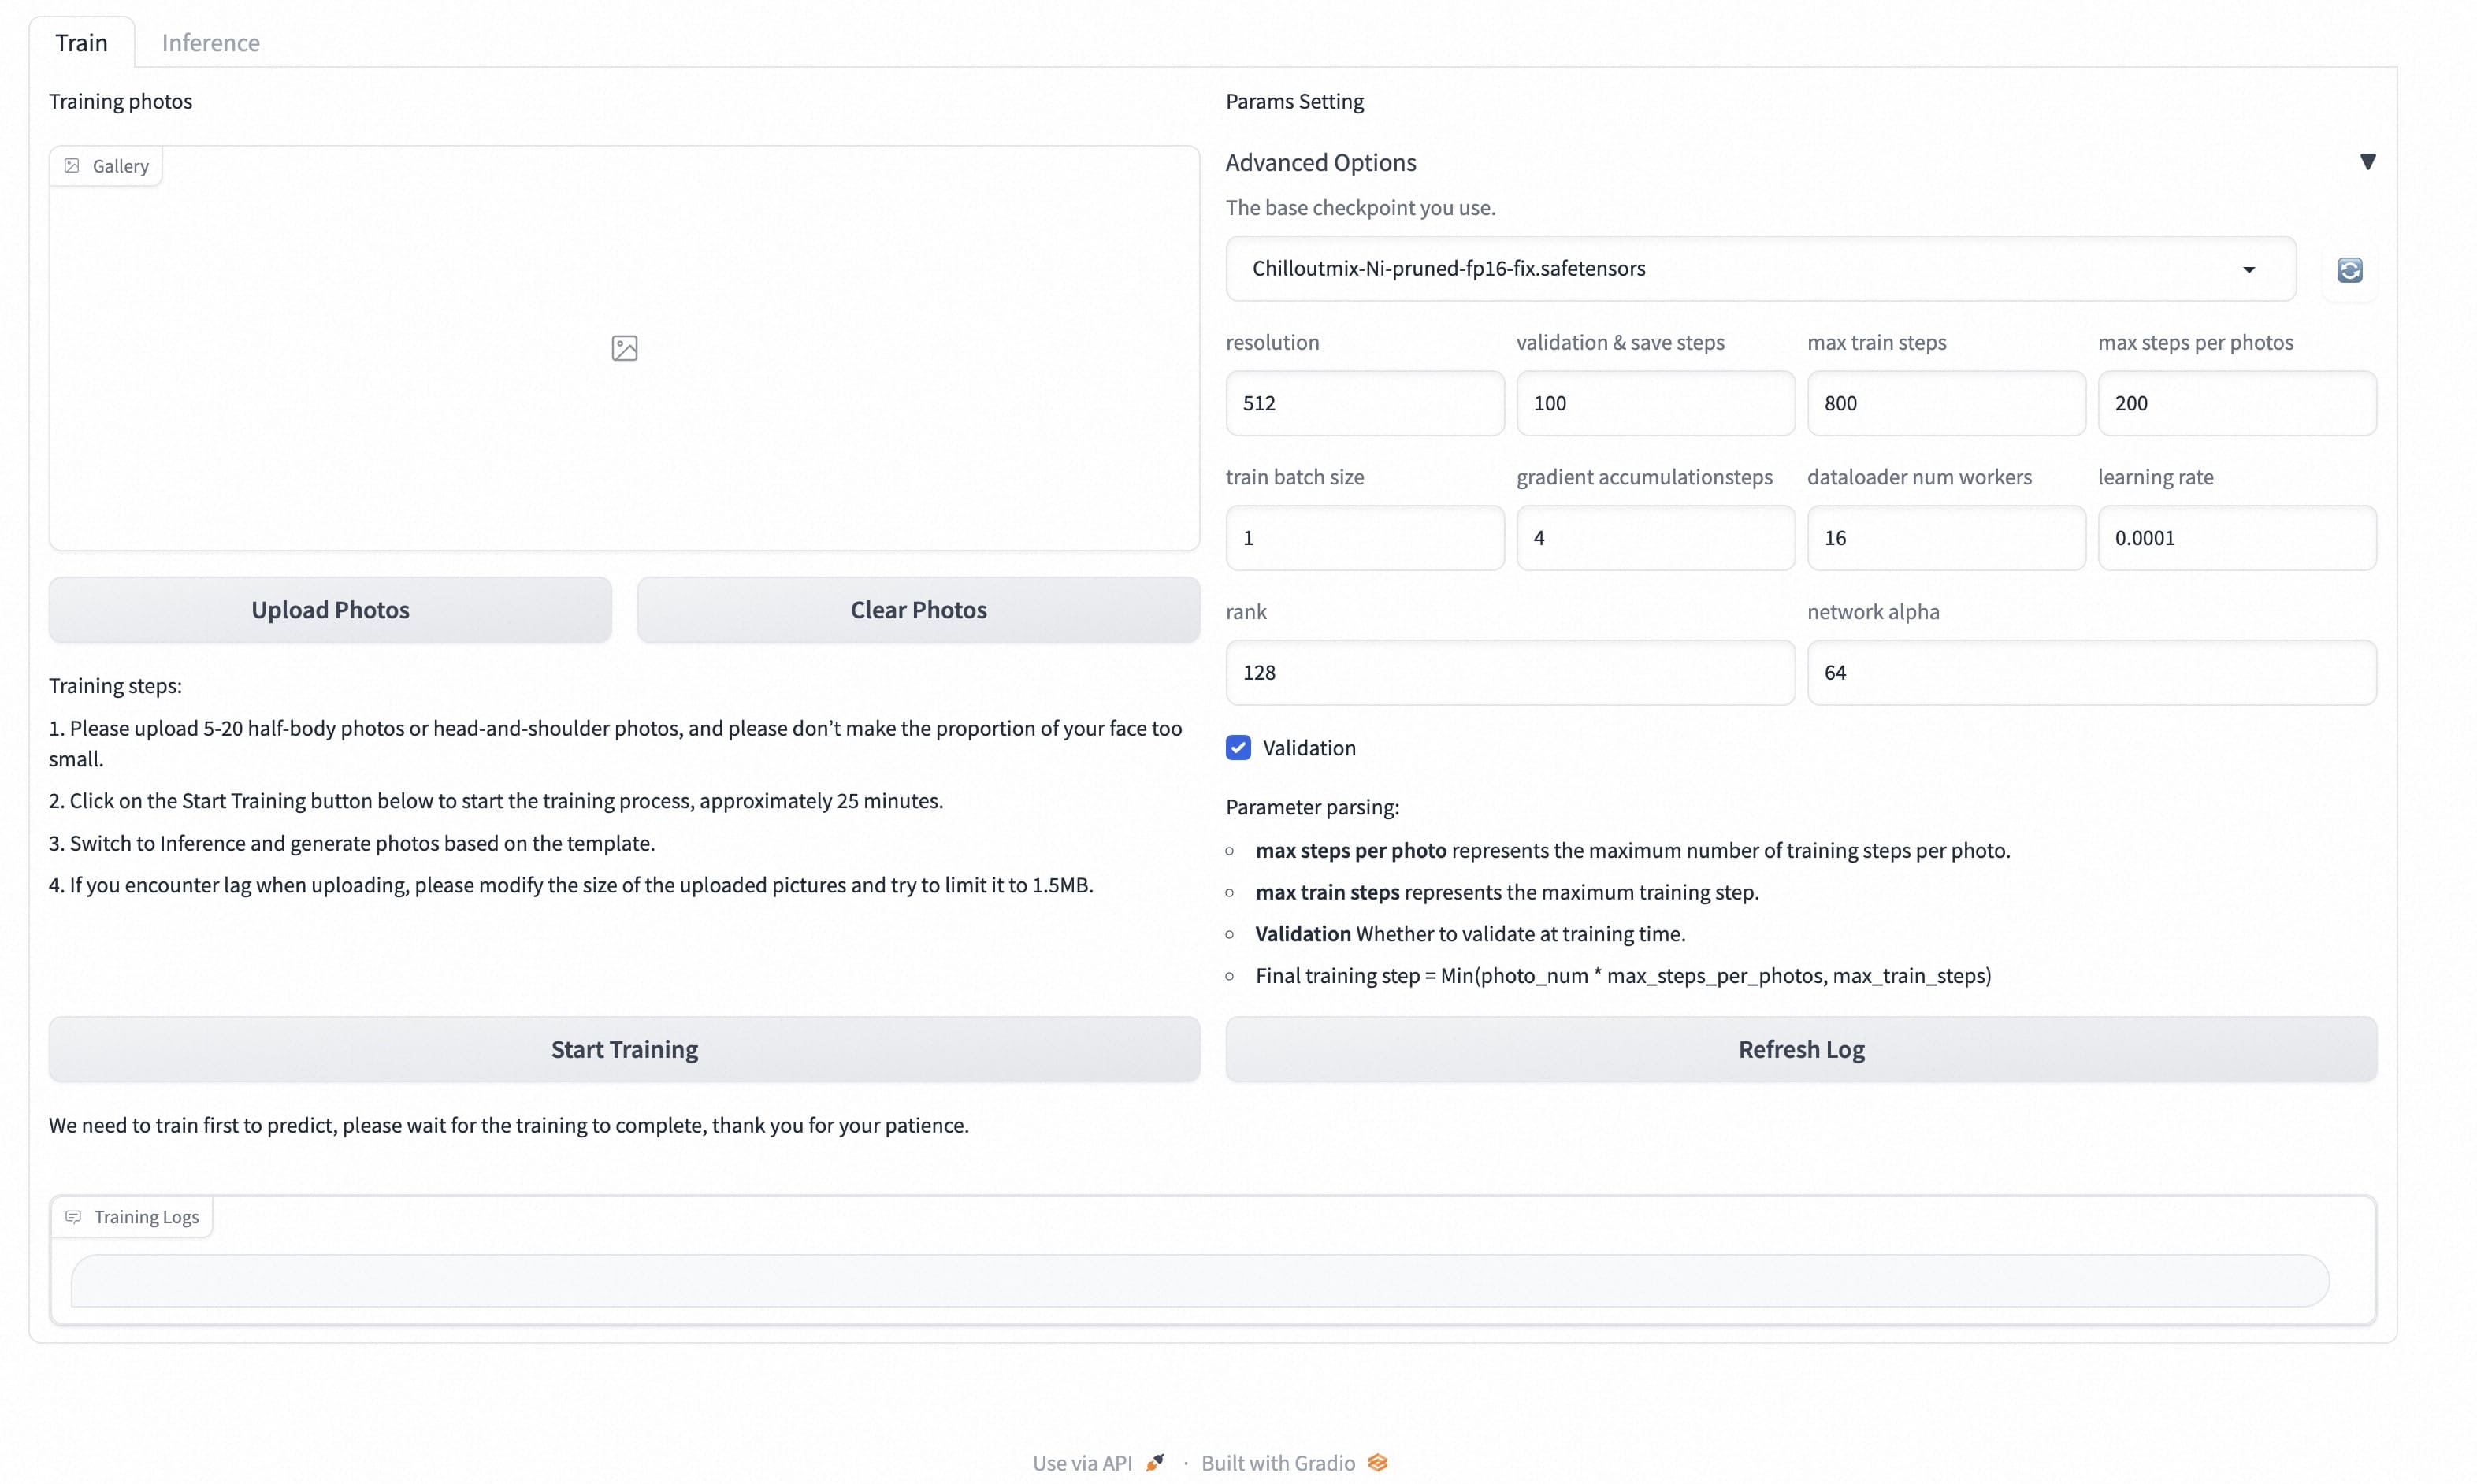 Train
Inference
Training photos
Gallery
Upload Photos
Clear Photos
Training steps:
1. Please upload 5-20 half-body photos or head-and-shoulder photos, and please don’t make the proportion of your face too
small.
2. Click on the Start Training button below to start the training process, approximately 25 minutes.
3. Switch to Inference and generate photos based on the template.
4. If you encounter lag when uploading, please modify the size of the uploaded pictures and try to limit it to 1.5MB.
Params Setting
Advanced Options
▼
The base checkpoint you use.
Chilloutmix-Ni-pruned-fp16-fix.safetensors
resolution
validation & save steps
max train steps
max steps per photos
512
100
800
200
train batch size
gradient accumulationsteps
dataloader num workers
learning rate
1
4
16
0.0001
rank
network alpha
128
64
Validation
Parameter parsing:
max steps per photo represents the maximum number of training steps per photo.
max train steps represents the maximum training step.
Validation Whether to validate at training time.
Final training step = Min(photo_num * max_steps_per_photos, max_train_steps)
Start Training
Refresh Log
We need to train first to predict, please wait for the training to complete, thank you for your patience.
Training Logs
Use via API · Built with Gradio